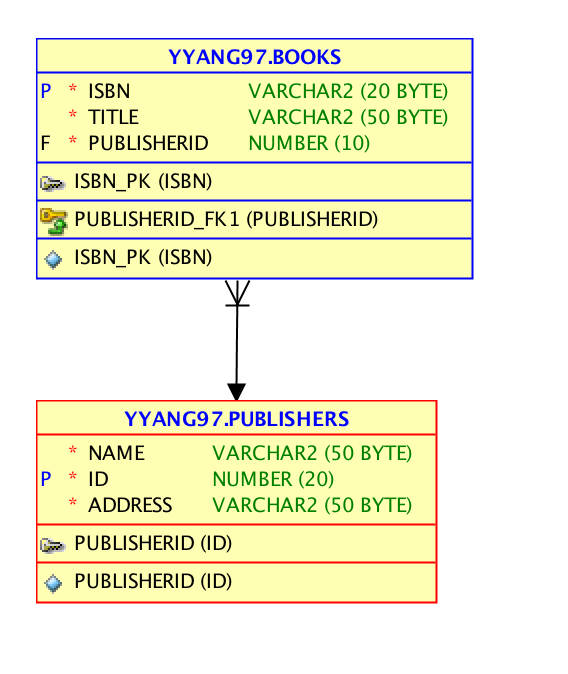 YYANG97.BOOKS
P * ISBN VARCHAR2 (20 BYTE)
* TITLE VARCHAR2 (50 BYTE)
F * PUBLISHERID NUMBER (10)
ISBN_PK (ISBN)
PUBLISHERID_FK1 (PUBLISHERID)
ISBN_PK (ISBN)
YYANG97.PUBLISHERS
* NAME VARCHAR2 (50 BYTE)
P * ID NUMBER (20)
* ADDRESS VARCHAR2 (50 BYTE)
PUBLISHERID (ID)
PUBLISHERID (ID)